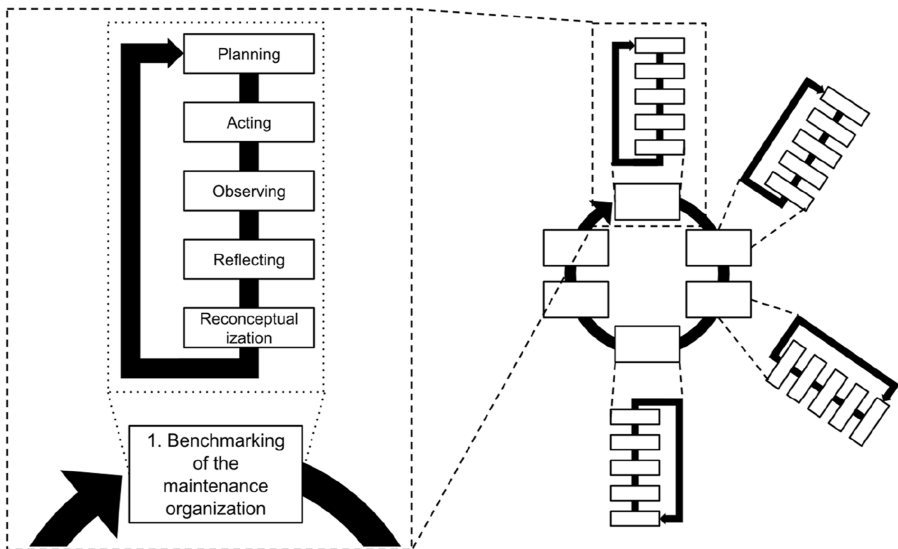 Planning
Acting
Observing
Reflecting
Reconceptual
ization
1. Benchmarking
of the
maintenance
organization